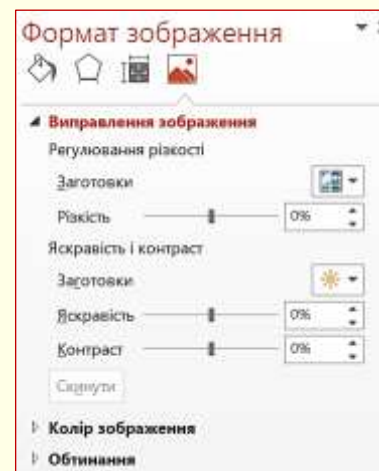 Формат зображення
Виправлення зображення
Регулювання різкості
Заготовки
Різкість 0%
Яскравість і контраст
Заготовки
Яскравість 0%
Контраст 0%
Скинути
Колір зображення
Обтинання